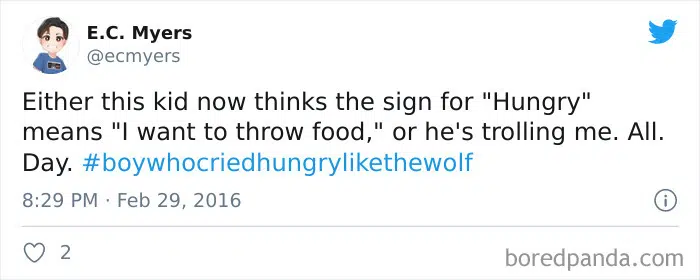 E.C. Myers
@ecmyers
Either this kid now thinks the sign for "Hungry"
means "I want to throw food," or he's trolling me. All.
Day. #boywhocriedhungrylikethewolf
8:29 PM · Feb 29, 2016
2
boredpanda.com